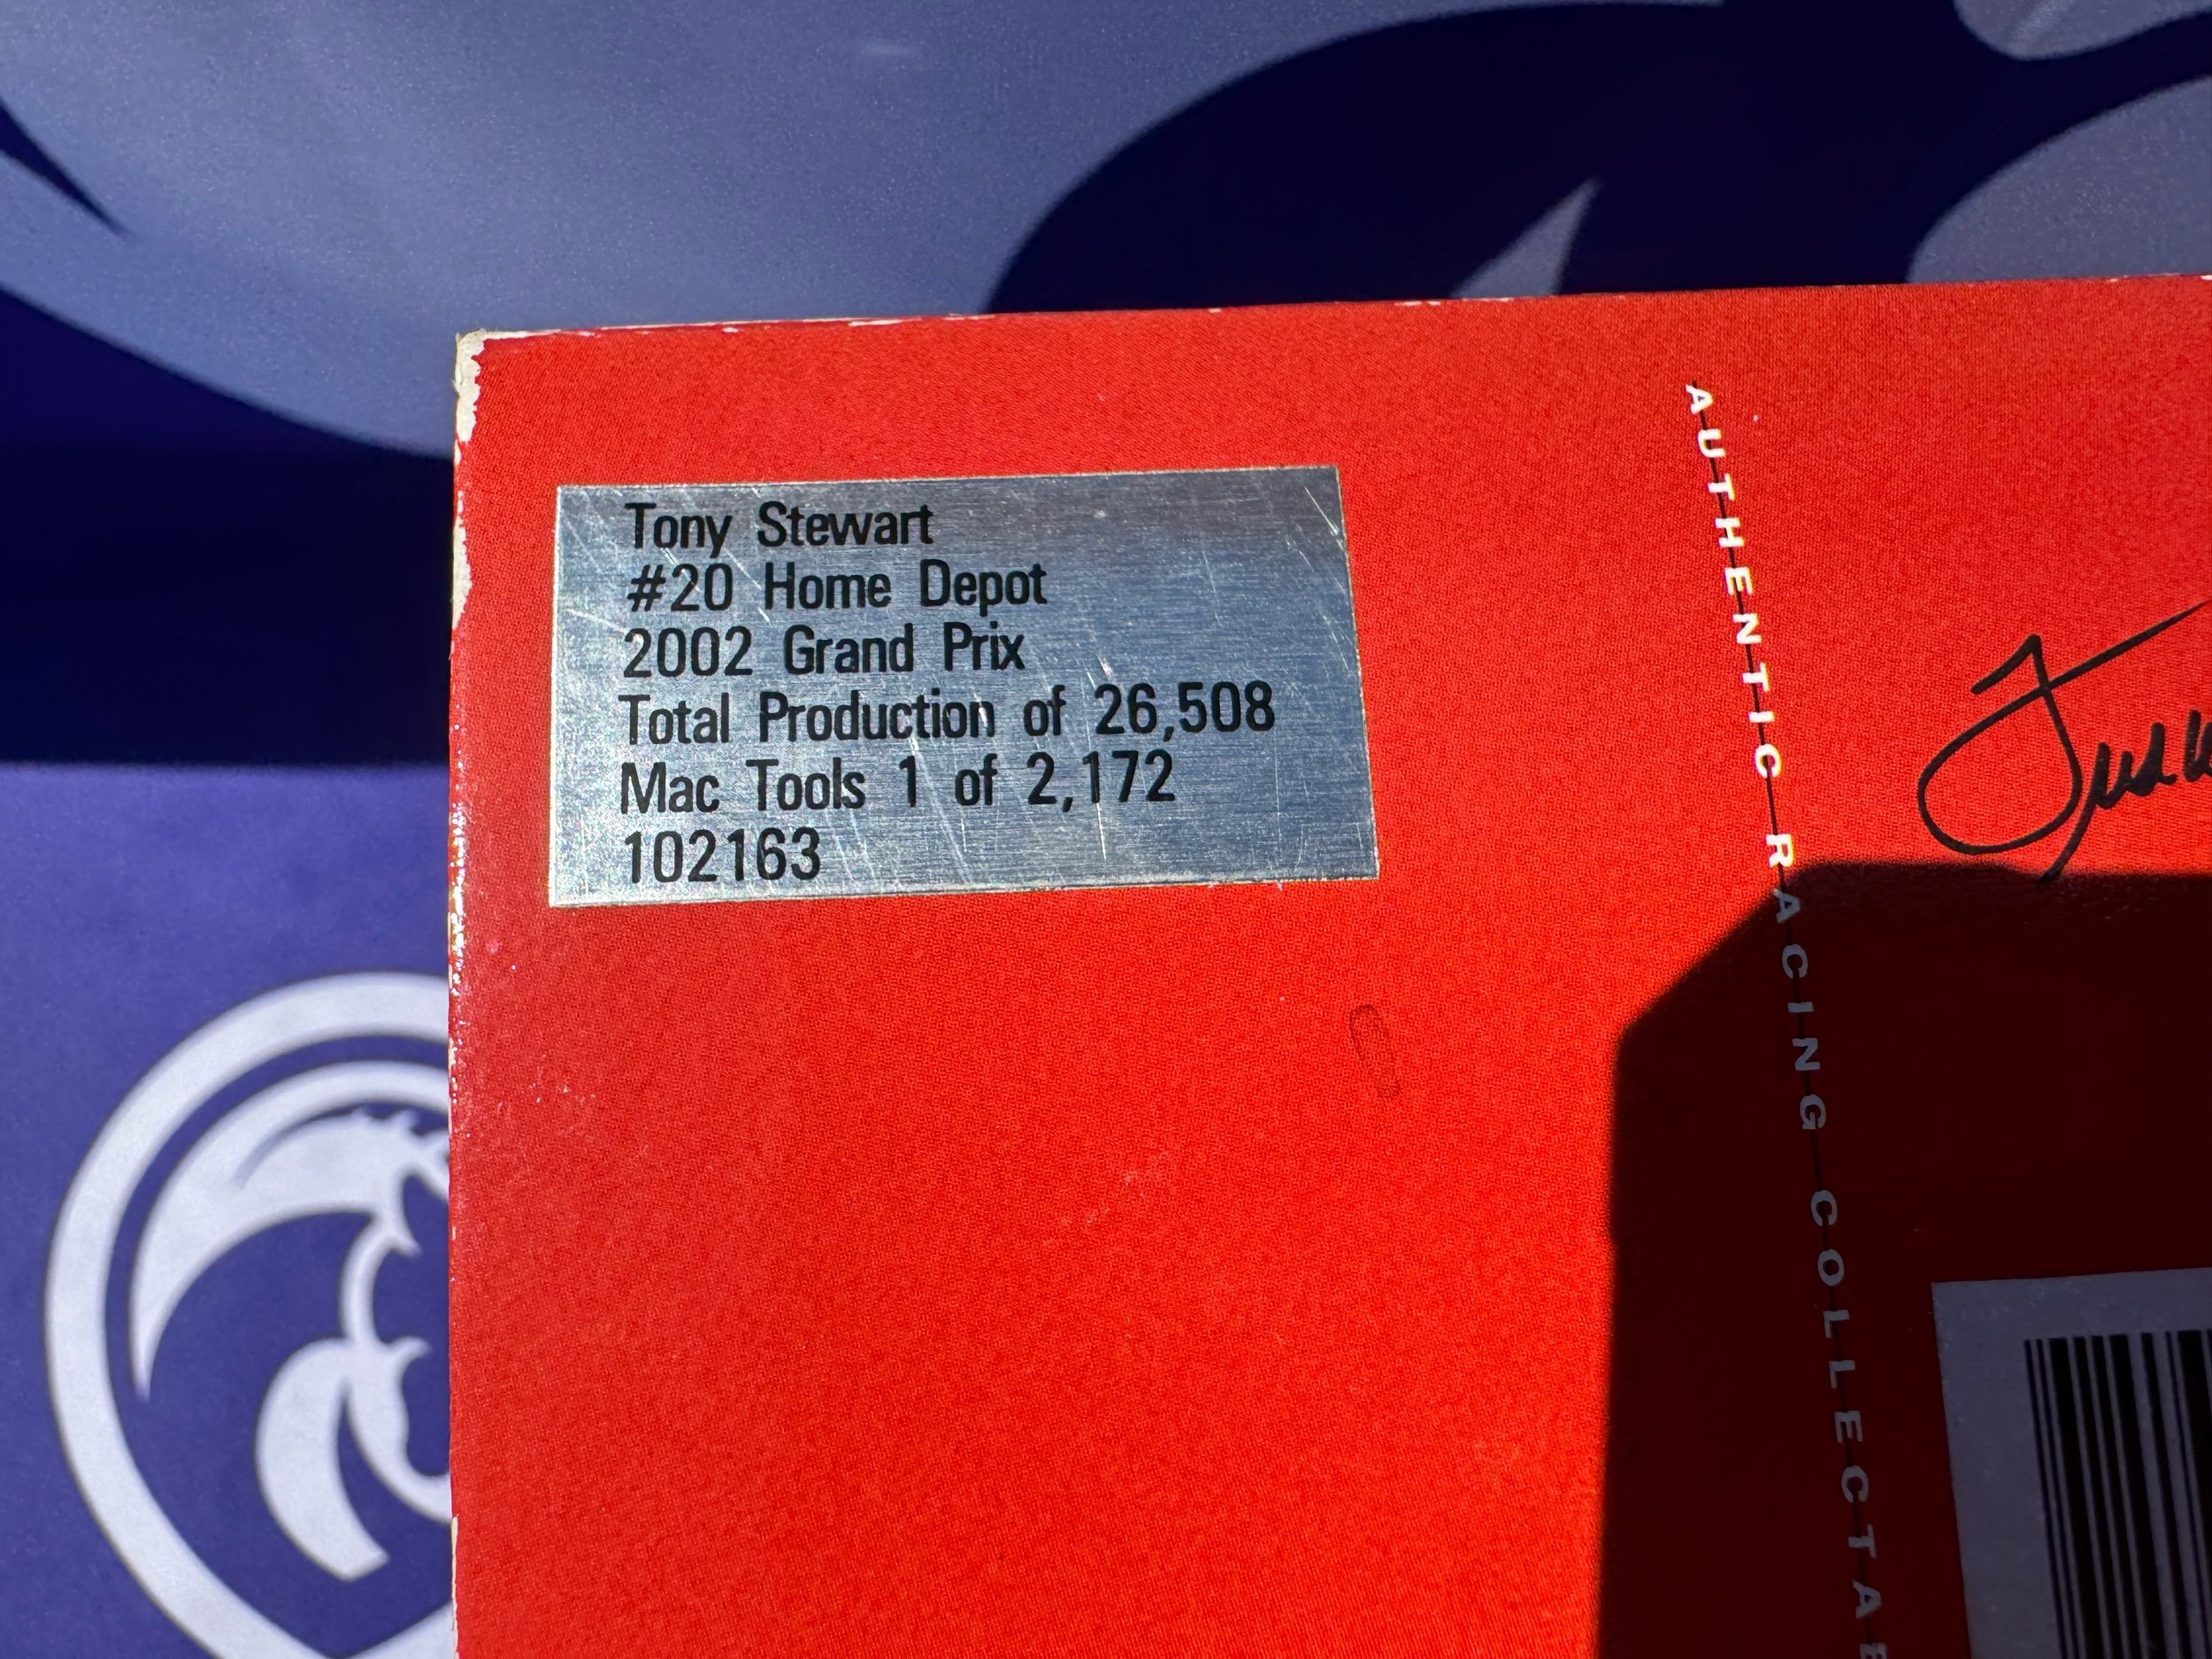 Tony Stewart
#20 Home Depot
2002 Grand Prix
Total Production of 26,508
Mac Tools 1 of 2,172
102163
AUTHENTIC RACING